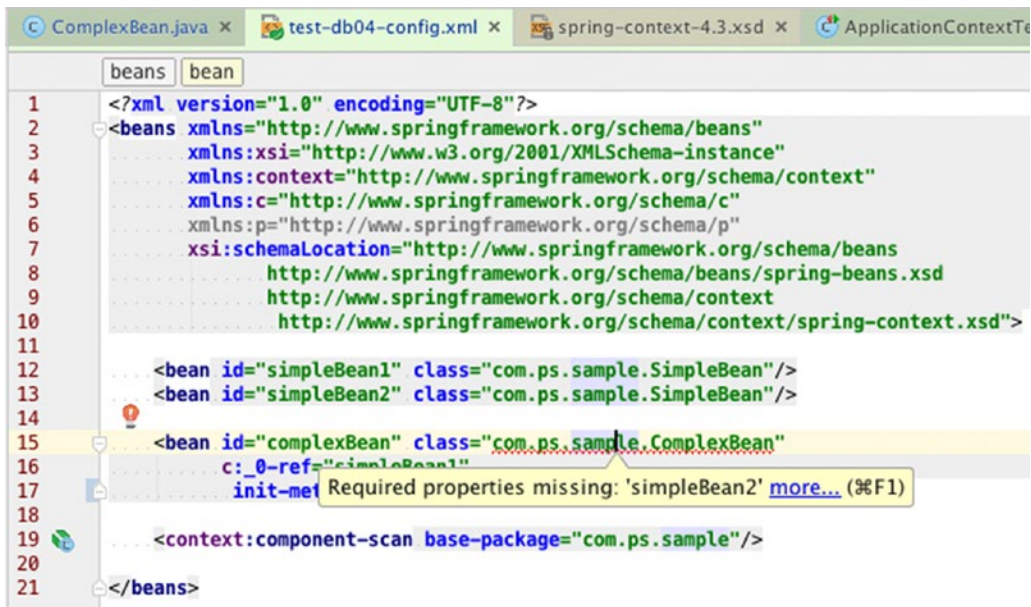 ComplexBean.java × test-db04-config.xml × spring-context-4.3.xsd × ApplicationContextTe
beans bean
1 <?xml version="1.0" encoding="UTF-8"?>
2 <beans xmlns="http://www.springframework.org/schema/beans"
3 xmlns:xsi="http://www.w3.org/2001/XMLSchema-instance"
4 xmlns:context="http://www.springframework.org/schema/context"
5 xmlns:c="http://www.springframework.org/schema/c"
6 xmlns:p="http://www.springframework.org/schema/p"
7 xsi:schemaLocation="http://www.springframework.org/schema/beans
8 http://www.springframework.org/schema/beans/spring-beans.xsd
9 http://www.springframework.org/schema/context
10 http://www.springframework.org/schema/context/spring-context.xsd">
11
12 <bean id="simpleBean1" class="com.ps.sample.SimpleBean"/>
13 <bean id="simpleBean2" class="com.ps.sample.SimpleBean"/>
14
15 <bean id="complexBean" class="com.ps.sample.ComplexBean"
16 c:_0-ref="simpleBean1"
17 init-met Required properties missing: 'simpleBean2' more... (⌘F1)
18
19 <context:component-scan base-package="com.ps.sample"/>
20
21 </beans>